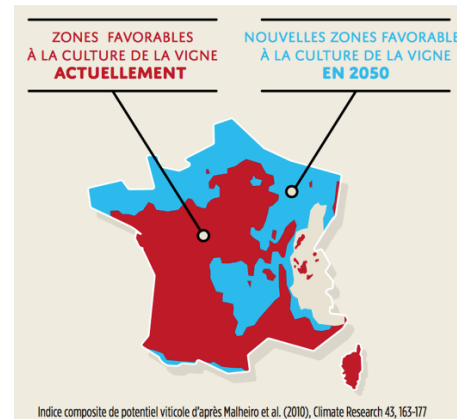 ZONES FAVORABLES
À LA CULTURE DE LA VIGNE
ACTUELLEMENT
NOUVELLES ZONES FAVORABLE
À LA CULTURE DE LA VIGNE
EN 2050
Indice composite de potentiel viticole d'après Malheiro et al. (2010), Climate Research 43, 163-177